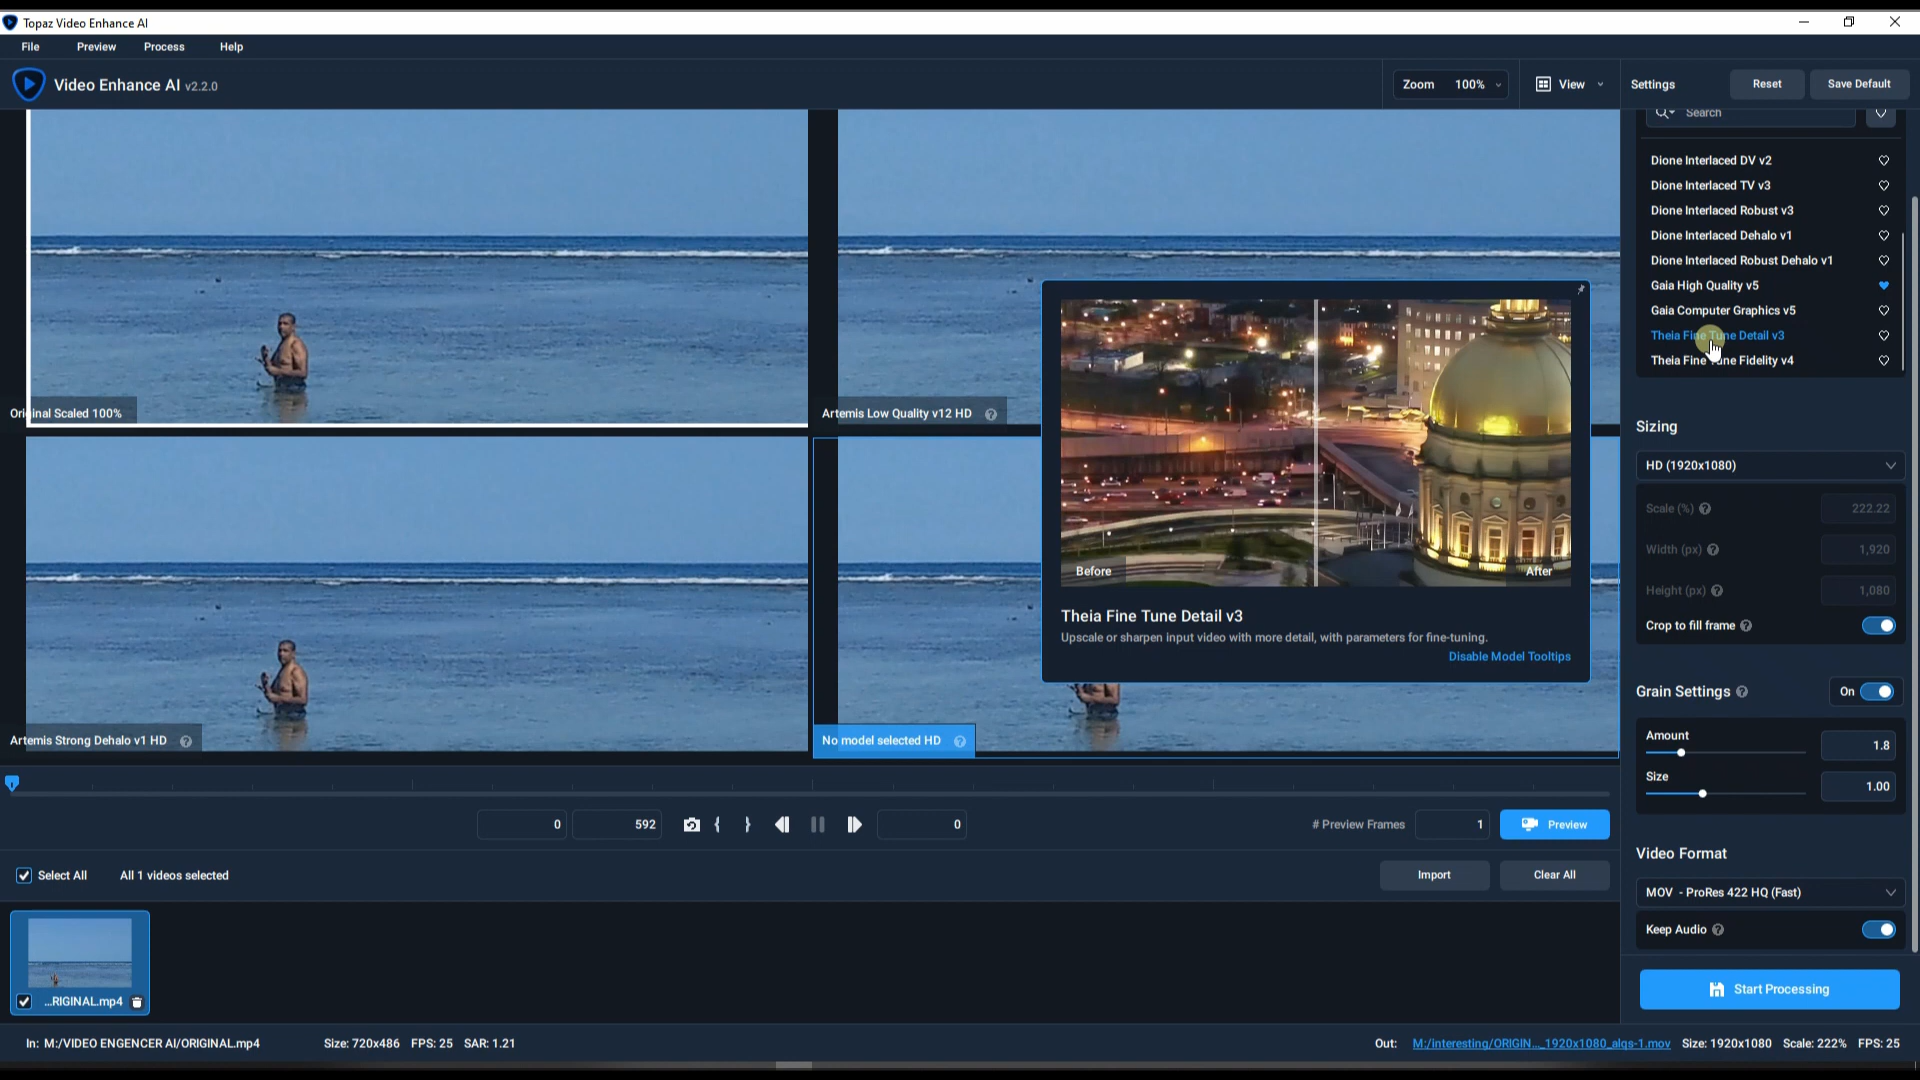 Topaz Video Enhance AI
File Preview Process Help
Video Enhance AI v2.2.0
Zoom 100% View Settings Reset Save Default
Search
Dione Interlaced DV v2
Dione Interlaced TV v3
Dione Interlaced Robust v3
Dione Interlaced Dehalo v1
Dione Interlaced Robust Dehalo v1
Gaia High Quality v5
Gaia Computer Graphics v5
Theia Fine Tune Detail v3
Theia Fine Tune Fidelity v4
Original Scaled 100%
Artemis Low Quality v12 HD
Before
After
Theia Fine Tune Detail v3
Upscale or sharpen input video with more detail, with parameters for fine-tuning.
Disable Model Tooltips
Artemis Strong Dehalo v1 HD
No model selected HD
Sizing
HD (1920x1080)
Scale (%) 222.22
Width (px) 1,920
Height (px) 1,080
Crop to fill frame
Grain Settings On
Amount 1.8
Size 1.00
0 592 0
# Preview Frames 1 Preview
Select All All 1 videos selected
Import Clear All
Video Format
MOV - ProRes 422 HQ (Fast)
Keep Audio
...RIGINAL.mp4
Start Processing
In: M:/VIDEO ENGENCER AI/ORIGINAL.mp4 Size: 720x486 FPS: 25 SAR: 1.21
Out: M:/interesting/ORIGIN..._1920x1080_alqs-1.mov Size: 1920x1080 Scale: 222% FPS: 25